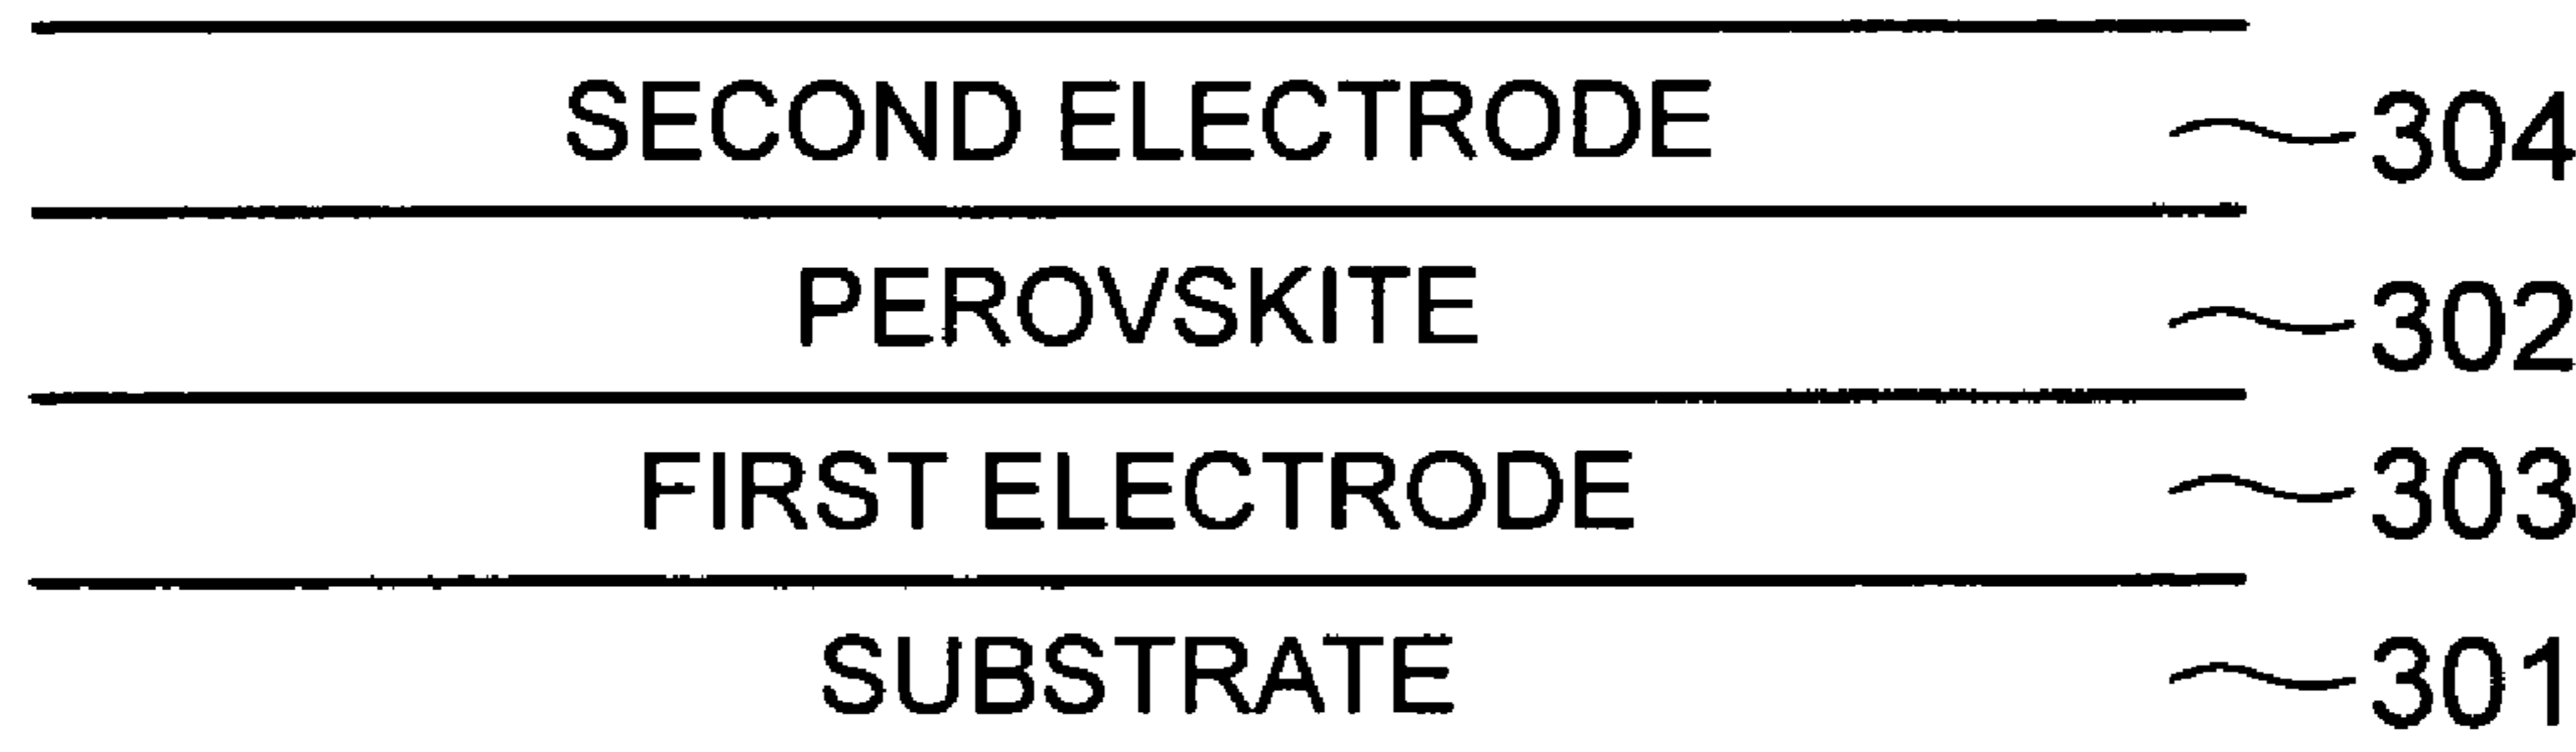 SECOND ELECTRODE 304
PEROVSKITE 302
FIRST ELECTRODE 303
SUBSTRATE 301